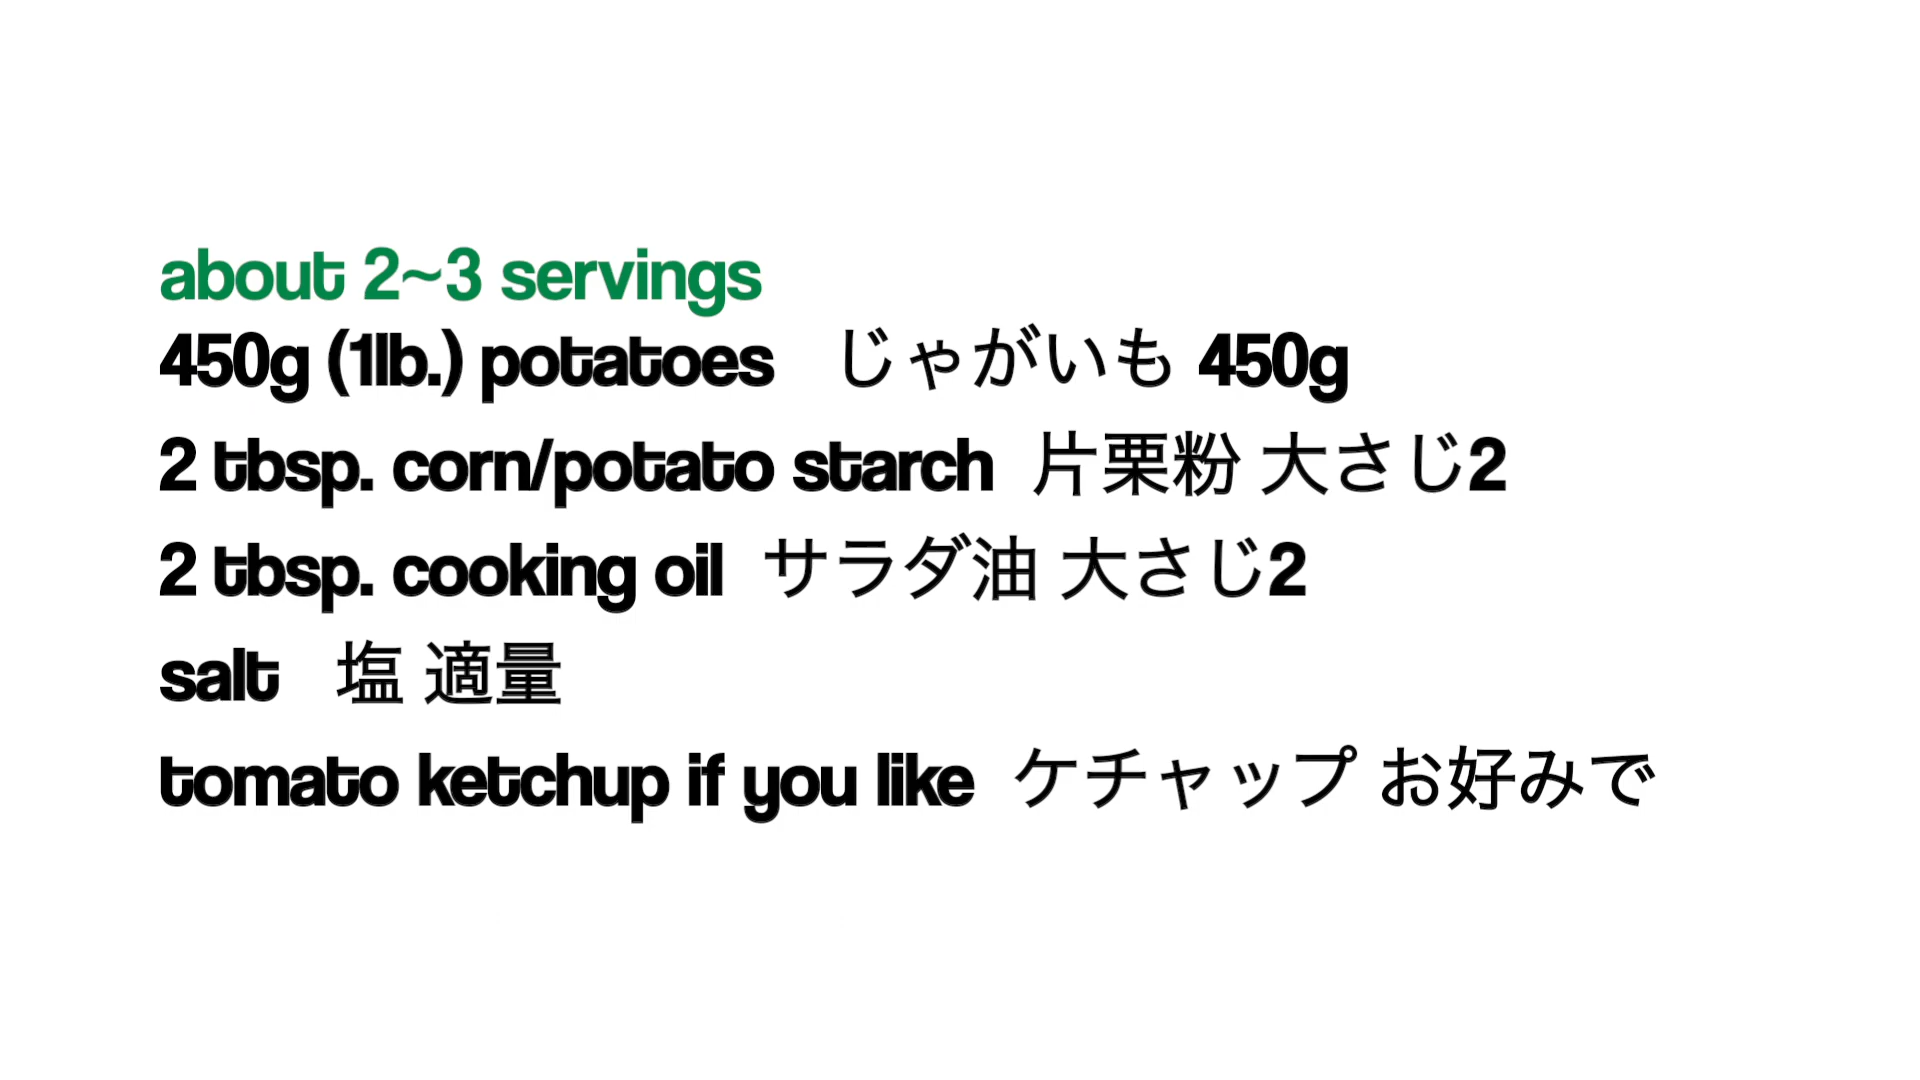 about 2~3 servings
450g (1lb.) potatoes じゃがいも 450g
2 tbsp. corn/potato starch 片栗粉 大さじ2
2 tbsp. cooking oil サラダ油 大さじ2
salt 塩 適量
tomato ketchup if you like ケチャップ お好みで